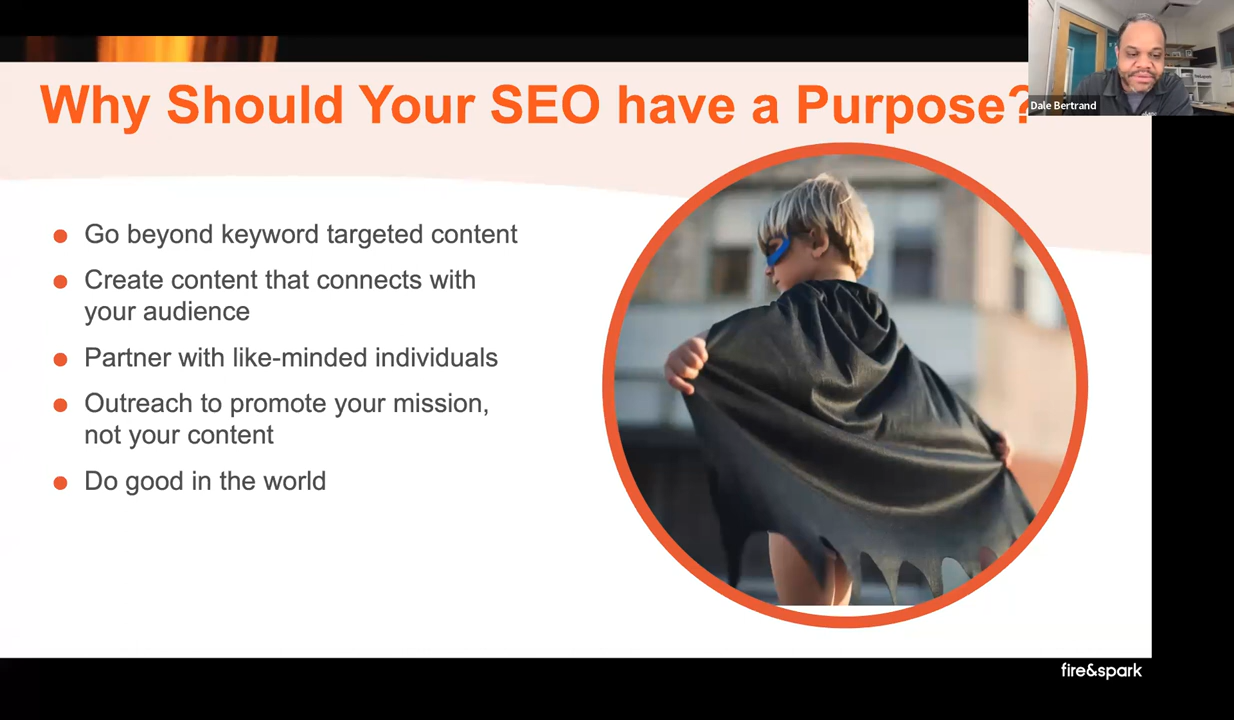 Why Should Your SEO have a Purpose?
Dale Bertrand
Go beyond keyword targeted content
Create content that connects with
your audience
Partner with like-minded individuals
Outreach to promote your mission,
not your content
Do good in the world
fire&spark